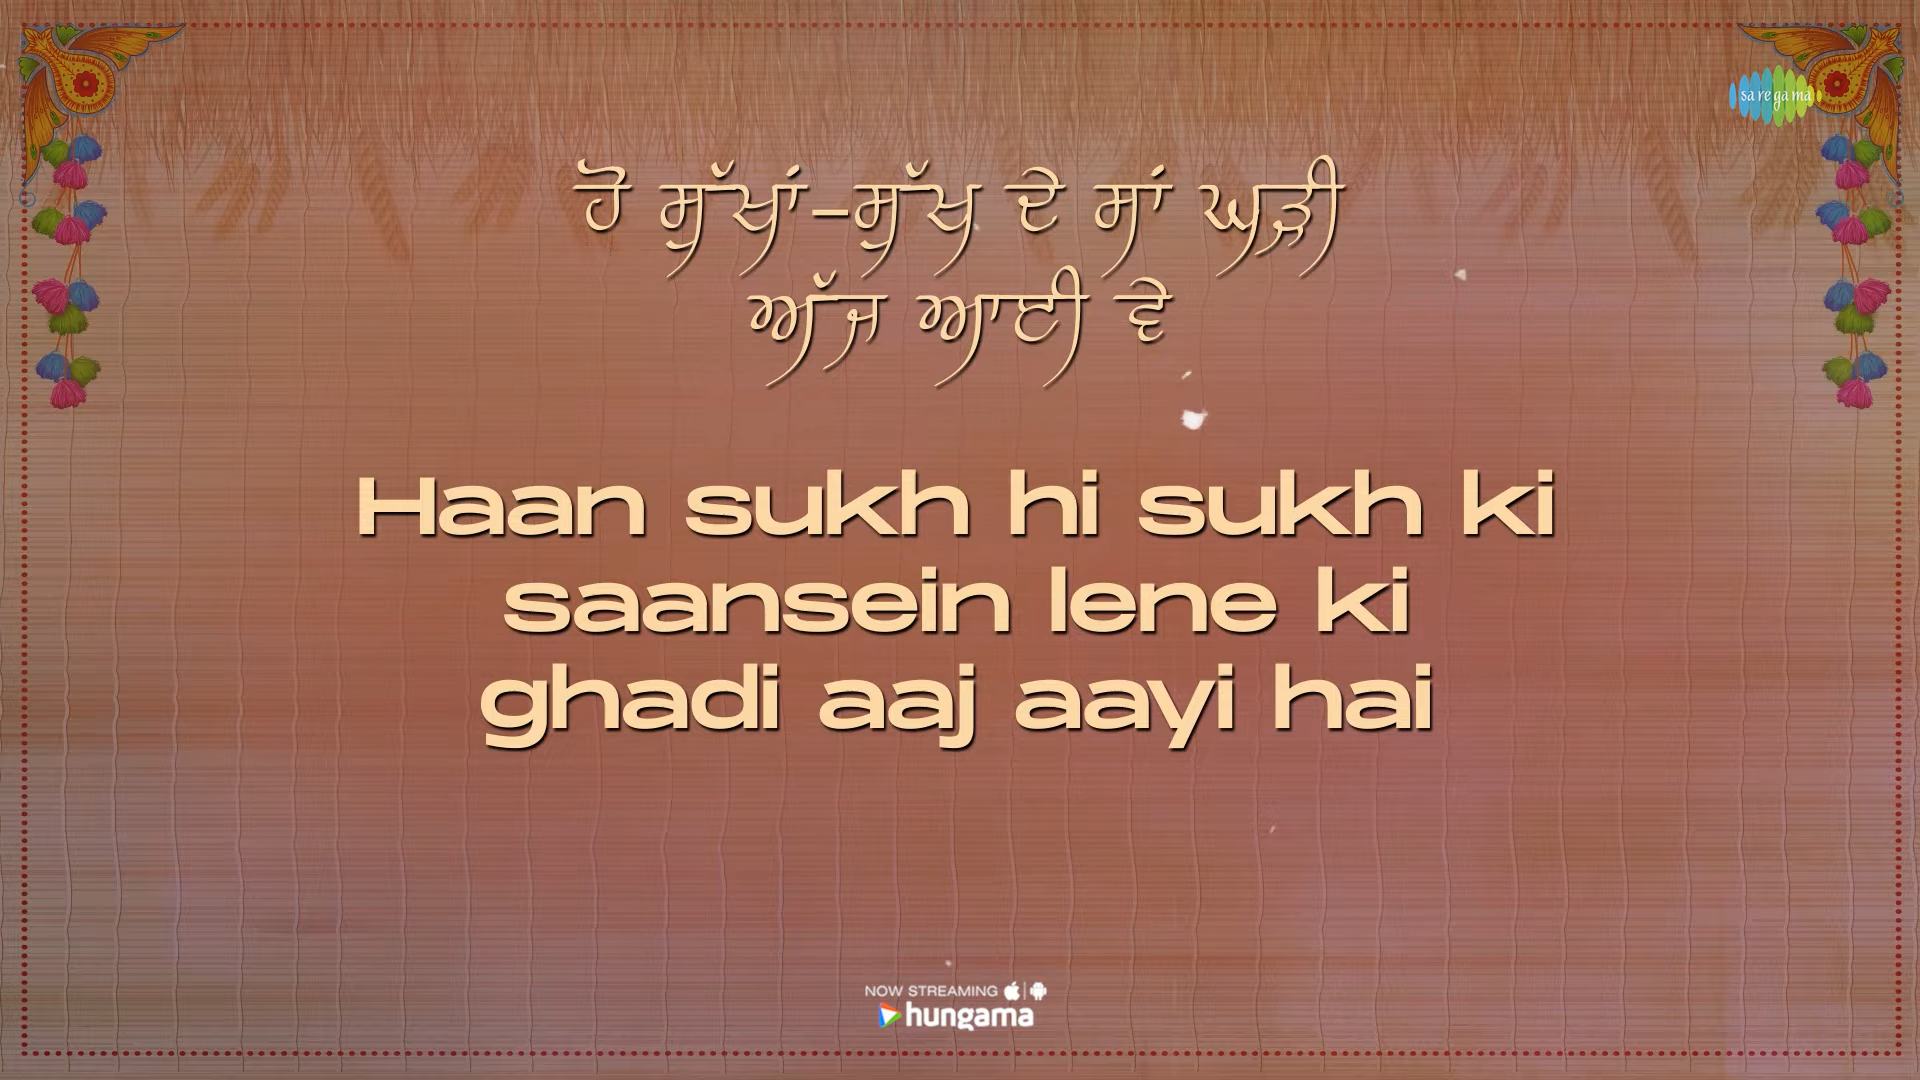 saregama
ਹੋ ਸੁੱਖਾਂ-ਸੁੱਖ ਦੇ ਸਾਂ ਘੜੀ
ਅੱਜ ਆਈ ਵੇ
Haan sukh hi sukh ki
saansein lene ki
ghadi aaj aayi hai
NOW STREAMING
hungama